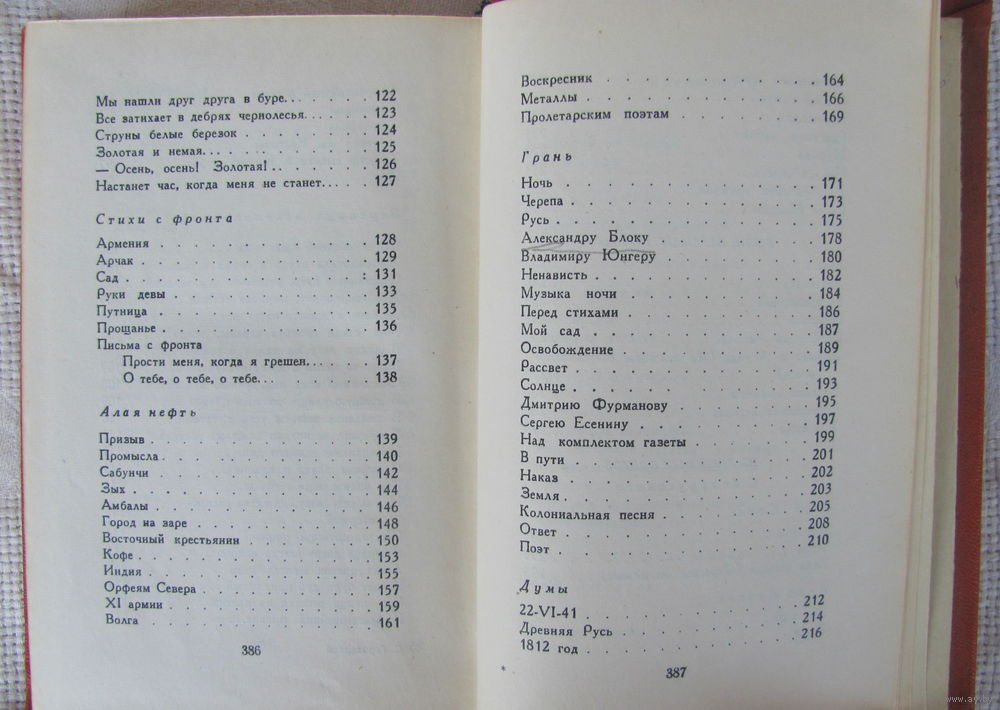 Мы нашли друг друга в буре. . . . . . . . 122
Все затихает в дебрях чернолесья. . . . . . 123
Струны белые березок . . . . . . . . 124
Золотая и немая. . . . . . . . . . . 125
— Осень, осень! Золотая! . . . . . . . 126
Настанет час, когда меня не станет. . . . . 127
Стихи с фронта
Армения . . . . . . . . . . . . 128
Арчак . . . . . . . . . . . . . 129
Сад . . . . . . . . . . . . . : 131
Руки девы . . . . . . . . . . . 133
Путница . . . . . . . . . . . . 135
Прощанье . . . . . . . . . . . . 136
Письма с фронта
Прости меня, когда я грешен. . . . . . 137
О тебе, о тебе, о тебе. . . . . . . . 138
Алая нефть
Призыв . . . . . . . . . . . . 139
Промысла . . . . . . . . . . . . 140
Сабунчи . . . . . . . . . . . . 142
Зых . . . . . . . . . . . . . 144
Амбалы . . . . . . . . . . . . 146
Город на заре . . . . . . . . . . 148
Восточный крестьянин . . . . . . . . 150
Кофе . . . . . . . . . . . . . 153
Индия . . . . . . . . . . . . . 155
Орфеям Севера . . . . . . . . . . 157
XI армии . . . . . . . . . . . . 159
Волга . . . . . . . . . . . . . 161
386
Воскресник . . . . . . . . . . . . 164
Металлы . . . . . . . . . . . . . 166
Пролетарским поэтам . . . . . . . . 169
Грань
Ночь . . . . . . . . . . . . . 171
Черепа . . . . . . . . . . . . . 173
Русь . . . . . . . . . . . . . 175
Александру Блоку . . . . . . . . . 178
Владимиру Юнгеру . . . . . . . . . 180
Ненависть . . . . . . . . . . . . 182
Музыка ночи . . . . . . . . . . . 184
Перед стихами . . . . . . . . . . 186
Мой сад . . . . . . . . . . . . 187
Освобождение . . . . . . . . . . . 189
Рассвет . . . . . . . . . . . . 191
Солнце . . . . . . . . . . . . . 193
Дмитрию Фурманову . . . . . . . . 195
Сергею Есенину . . . . . . . . . . 197
Над комплектом газеты . . . . . . . 199
В пути . . . . . . . . . . . . . 201
Наказ . . . . . . . . . . . . . 202
Земля . . . . . . . . . . . . . 203
Колониальная песня . . . . . . . . 205
Ответ . . . . . . . . . . . . . 208
Поэт . . . . . . . . . . . . . 210
Думы
22-VI-41 . . . . . . . . . . . . 212
Древняя Русь . . . . . . . . . . . 214
1812 год . . . . . . . . . . . . 216
387